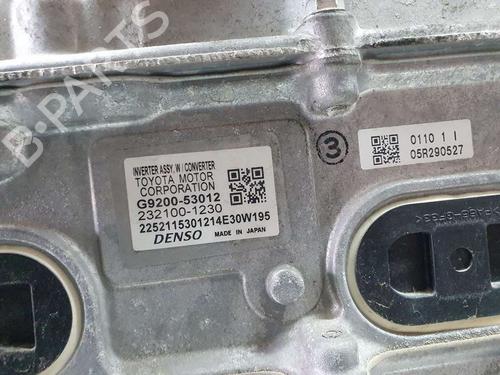 B-PARTS
INVERTER ASSY, W/CONVERTER
TOYOTA MOTOR
CORPORATION
G9200-53012
232100-1230
2252115301214E30W195
DENSO MADE IN JAPAN
3
0110 1 I
05R290527